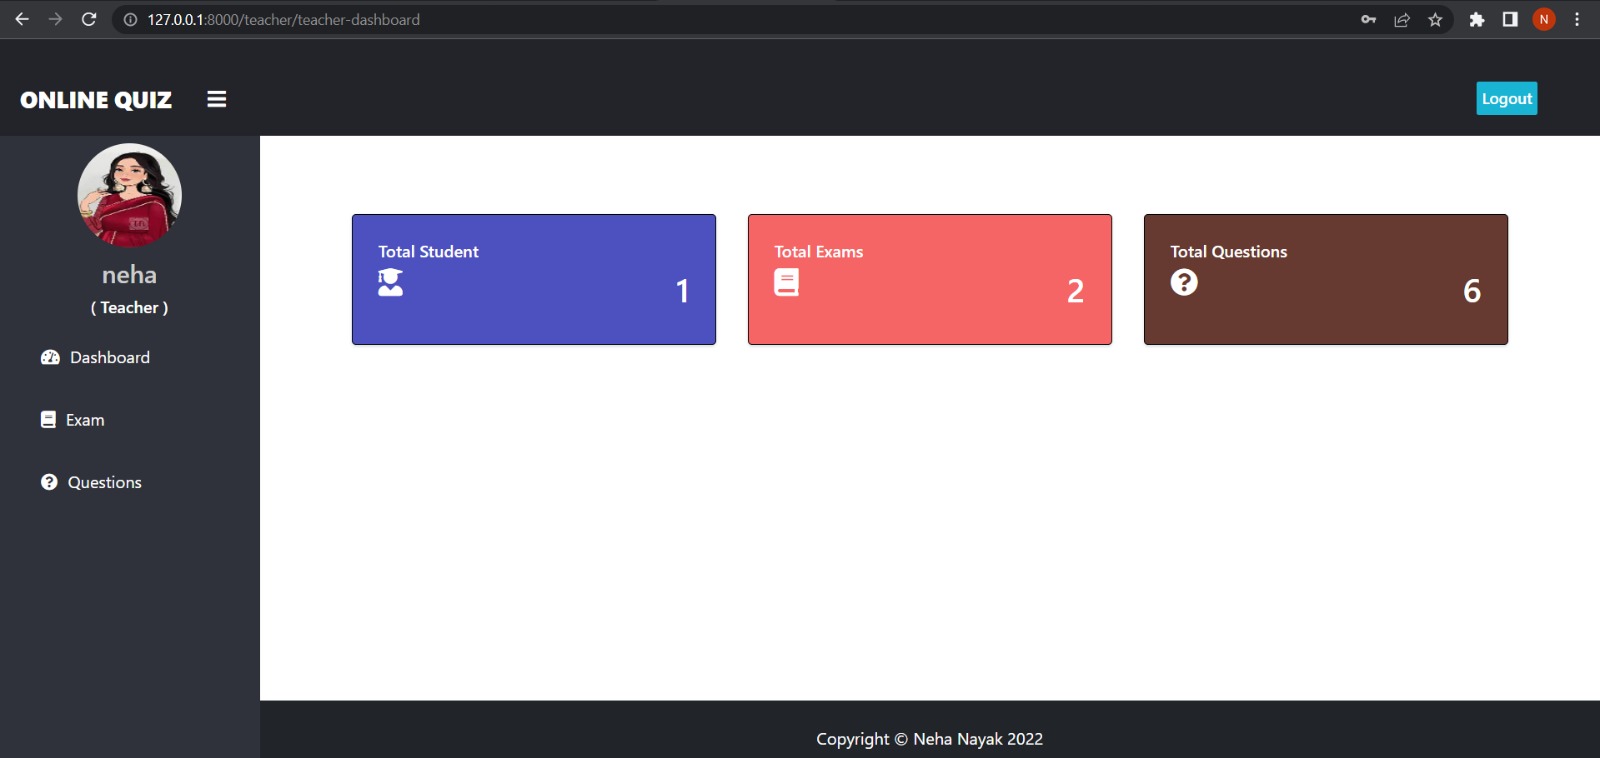 127.0.0.1:8000/teacher/teacher-dashboard
N
ONLINE QUIZ
Logout
neha
( Teacher )
Dashboard
Exam
Questions
Total Student
1
Total Exams
2
Total Questions
6
Copyright © Neha Nayak 2022